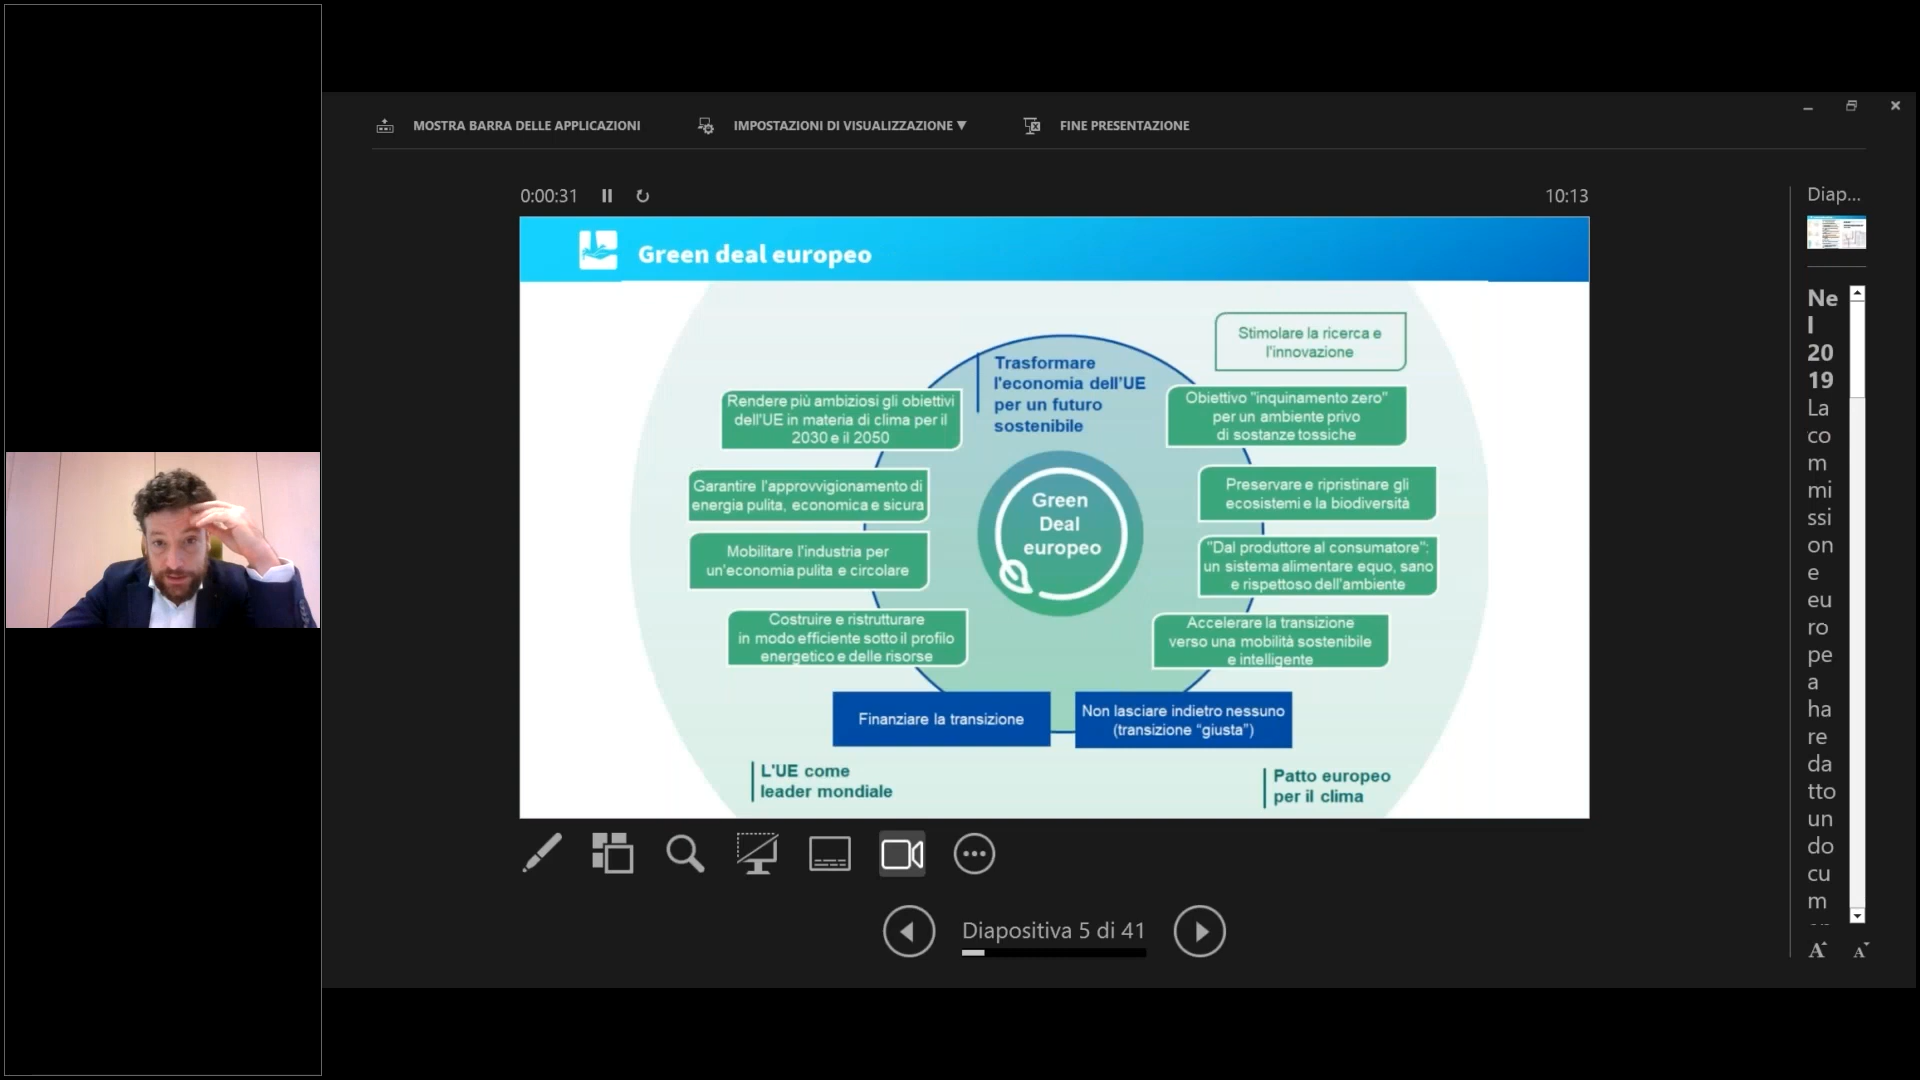 MOSTRA BARRA DELLE APPLICAZIONI
IMPOSTAZIONI DI VISUALIZZAZIONE ▼
FINE PRESENTAZIONE
0:00:31
10:13
Green deal europeo
Stimolare la ricerca e
l'innovazione
Trasformare
l'economia dell'UE
per un futuro
sostenibile
Rendere più ambiziosi gli obiettivi
dell'UE in materia di clima per il
2030 e il 2050
Obiettivo "inquinamento zero"
per un ambiente privo
di sostanze tossiche
Garantire l'approvvigionamento di
energia pulita, economica e sicura
Preservare e ripristinare gli
ecosistemi e la biodiversità
Green
Deal
europeo
Mobilitare l'industria per
un'economia pulita e circolare
"Dal produttore al consumatore":
un sistema alimentare equo, sano
e rispettoso dell'ambiente
Costruire e ristrutturare
in modo efficiente sotto il profilo
energetico e delle risorse
Accelerare la transizione
verso una mobilità sostenibile
e intelligente
Finanziare la transizione
Non lasciare indietro nessuno
(transizione “giusta”)
L'UE come
leader mondiale
Patto europeo
per il clima
Diapositiva 5 di 41
Diap...
Ne
l
20
19
La
co
m
mi
ssi
on
e
eu
ro
pe
a
ha
re
da
tto
un
do
cu
m
A
A